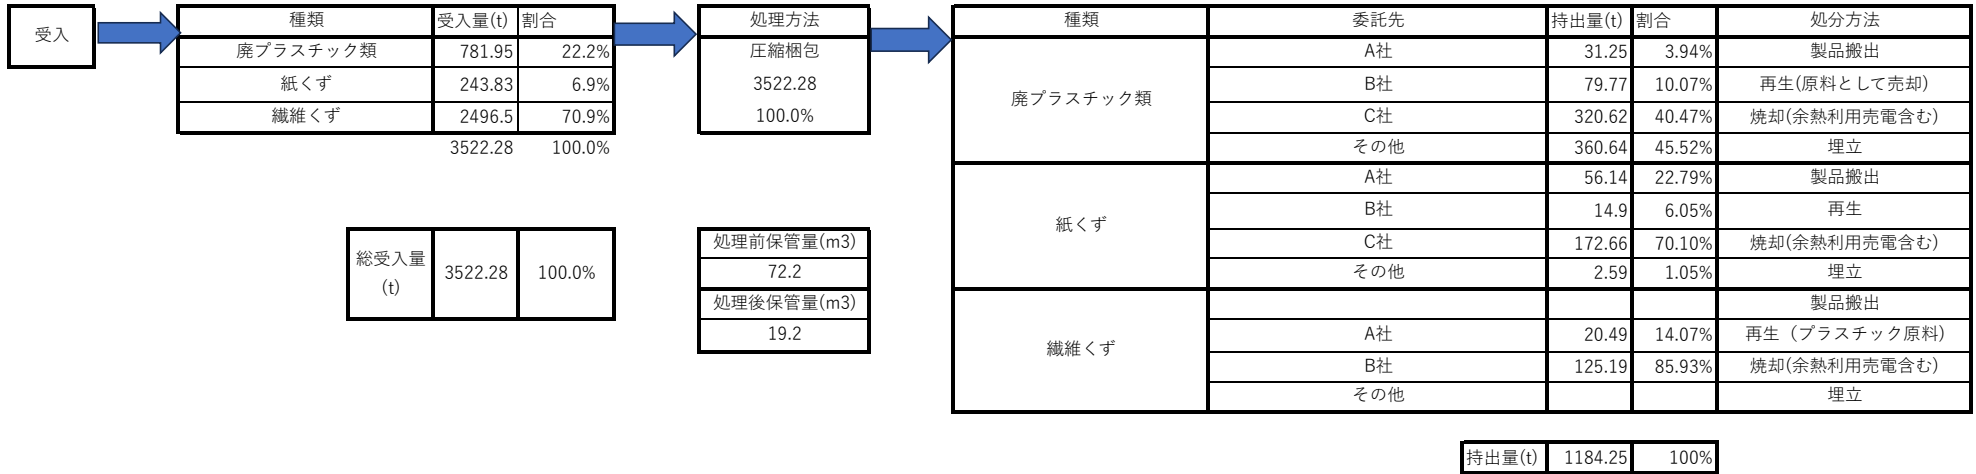 受入
種類 受入量(t) 割合
廃プラスチック類 781.95 22.2%
紙くず 243.83 6.9%
繊維くず 2496.5 70.9%
3522.28 100.0%
総受入量(t) 3522.28 100.0%
処理方法
圧縮梱包
3522.28
100.0%
処理前保管量(m3)
72.2
処理後保管量(m3)
19.2
種類 委託先 持出量(t) 割合 処分方法
廃プラスチック類
A社 31.25 3.94% 製品搬出
B社 79.77 10.07% 再生(原料として売却)
C社 320.62 40.47% 焼却(余熱利用売電含む)
その他 360.64 45.52% 埋立
紙くず
A社 56.14 22.79% 製品搬出
B社 14.9 6.05% 再生
C社 172.66 70.10% 焼却(余熱利用売電含む)
その他 2.59 1.05% 埋立
繊維くず
製品搬出
A社 20.49 14.07% 再生（プラスチック原料）
B社 125.19 85.93% 焼却(余熱利用売電含む)
その他 埋立
持出量(t) 1184.25 100%